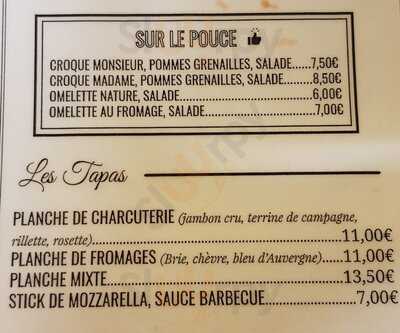 SUR LE POUCE
CROQUE MONSIEUR, POMMES GRENAILLES, SALADE......7,50€
CROQUE MADAME, POMMES GRENAILLES, SALADE........8,50€
OMELETTE NATURE, SALADE...........................6,00€
OMELETTE AU FROMAGE, SALADE......................7,00€
Les Tapas
PLANCHE DE CHARCUTERIE (jambon cru, terrine de campagne,
rillette, rosette)..................................................11,00€
PLANCHE DE FROMAGES (Brie, chèvre, bleu d'Auvergne).....11,00€
PLANCHE MIXTE...............................................13,50€
STICK DE MOZZARELLA, SAUCE BARBECUE..................7,00€